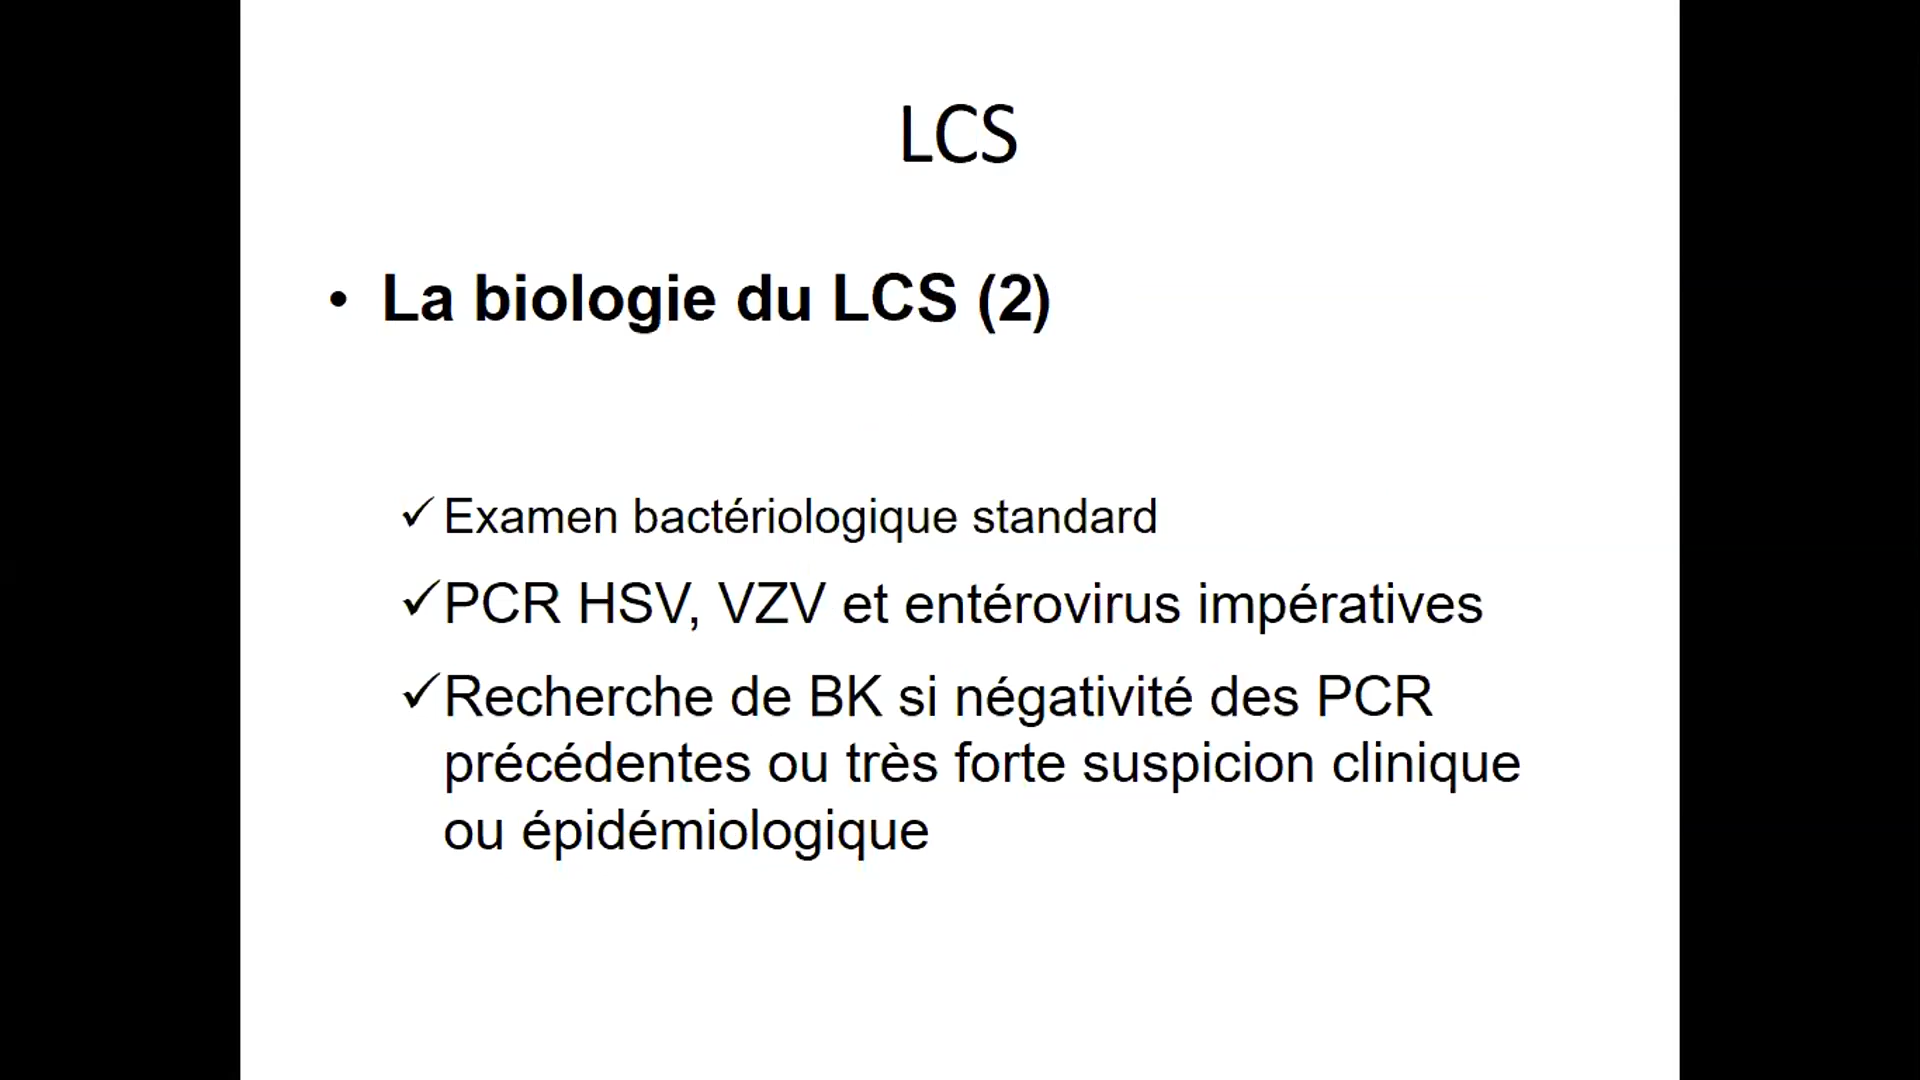 LCS
• La biologie du LCS (2)
✓Examen bactériologique standard
✓PCR HSV, VZV et entérovirus impératives
✓Recherche de BK si négativité des PCR
précédentes ou très forte suspicion clinique
ou épidémiologique